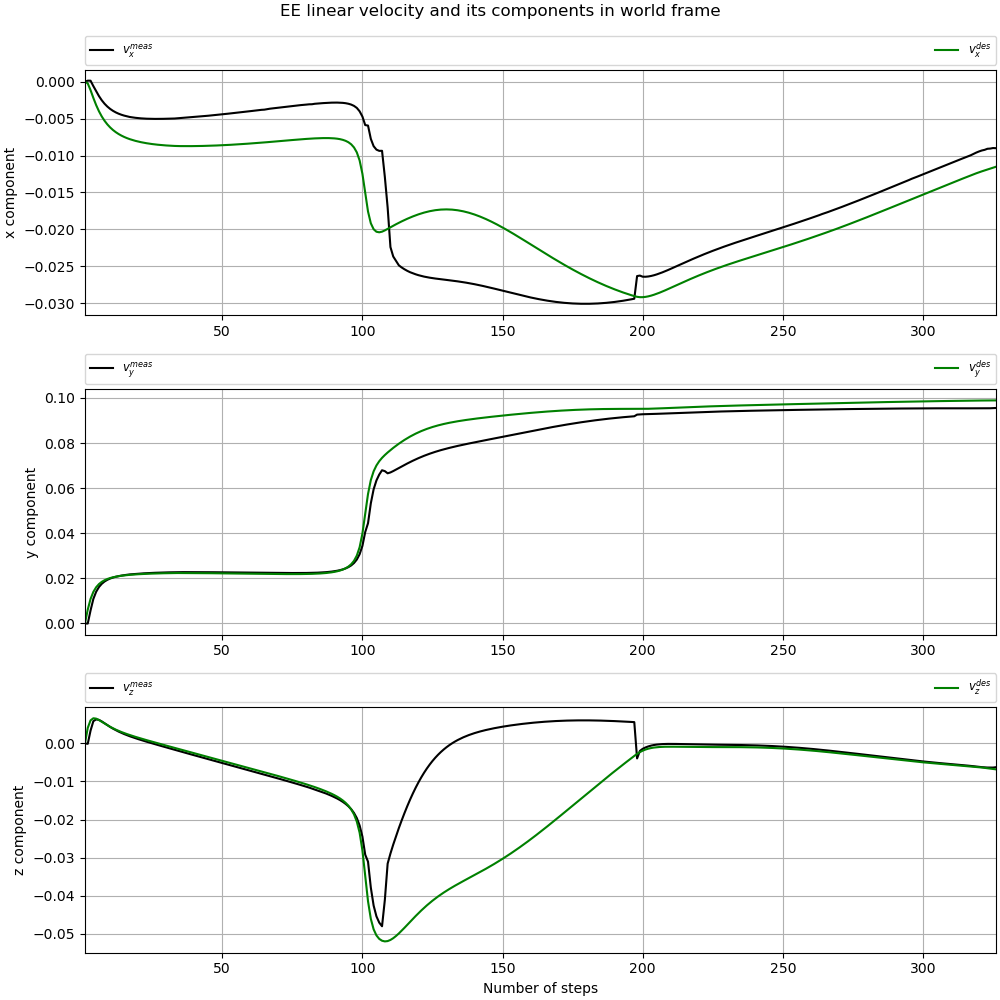 EE linear velocity and its components in world frame
v_x^meas v_x^des
0.000
−0.005
−0.010
−0.015
−0.020
−0.025
−0.030
x component
50 100 150 200 250 300
v_y^meas v_y^des
0.10
0.08
0.06
0.04
0.02
0.00
y component
50 100 150 200 250 300
v_z^meas v_z^des
0.00
−0.01
−0.02
−0.03
−0.04
−0.05
z component
50 100 150 200 250 300
Number of steps